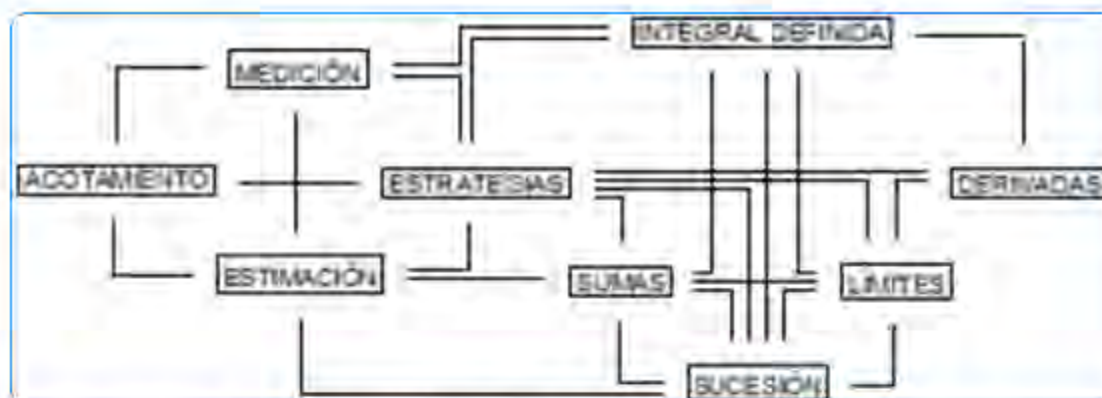 INTEGRAL DEFINIDA
MEDICIÓN
ACOTAMIENTO
ESTRATEGIAS
DERIVADAS
ESTIMACIÓN
SUMAS
LÍMITES
SUCESIÓN